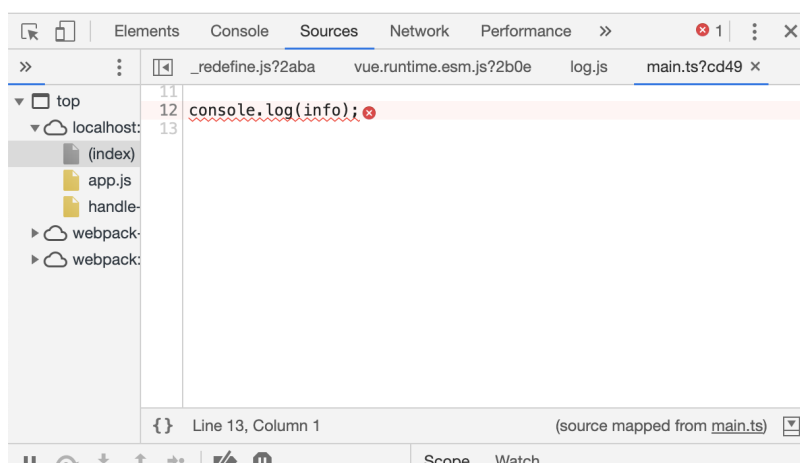 Elements Console Sources Network Performance » 1
» _redefine.js?2aba vue.runtime.esm.js?2b0e log.js main.ts?cd49
top
localhost:
(index)
app.js
handle-
webpack-
webpack:
11
12 console.log(info);
13
{} Line 13, Column 1 (source mapped from main.ts)
Scope Watch